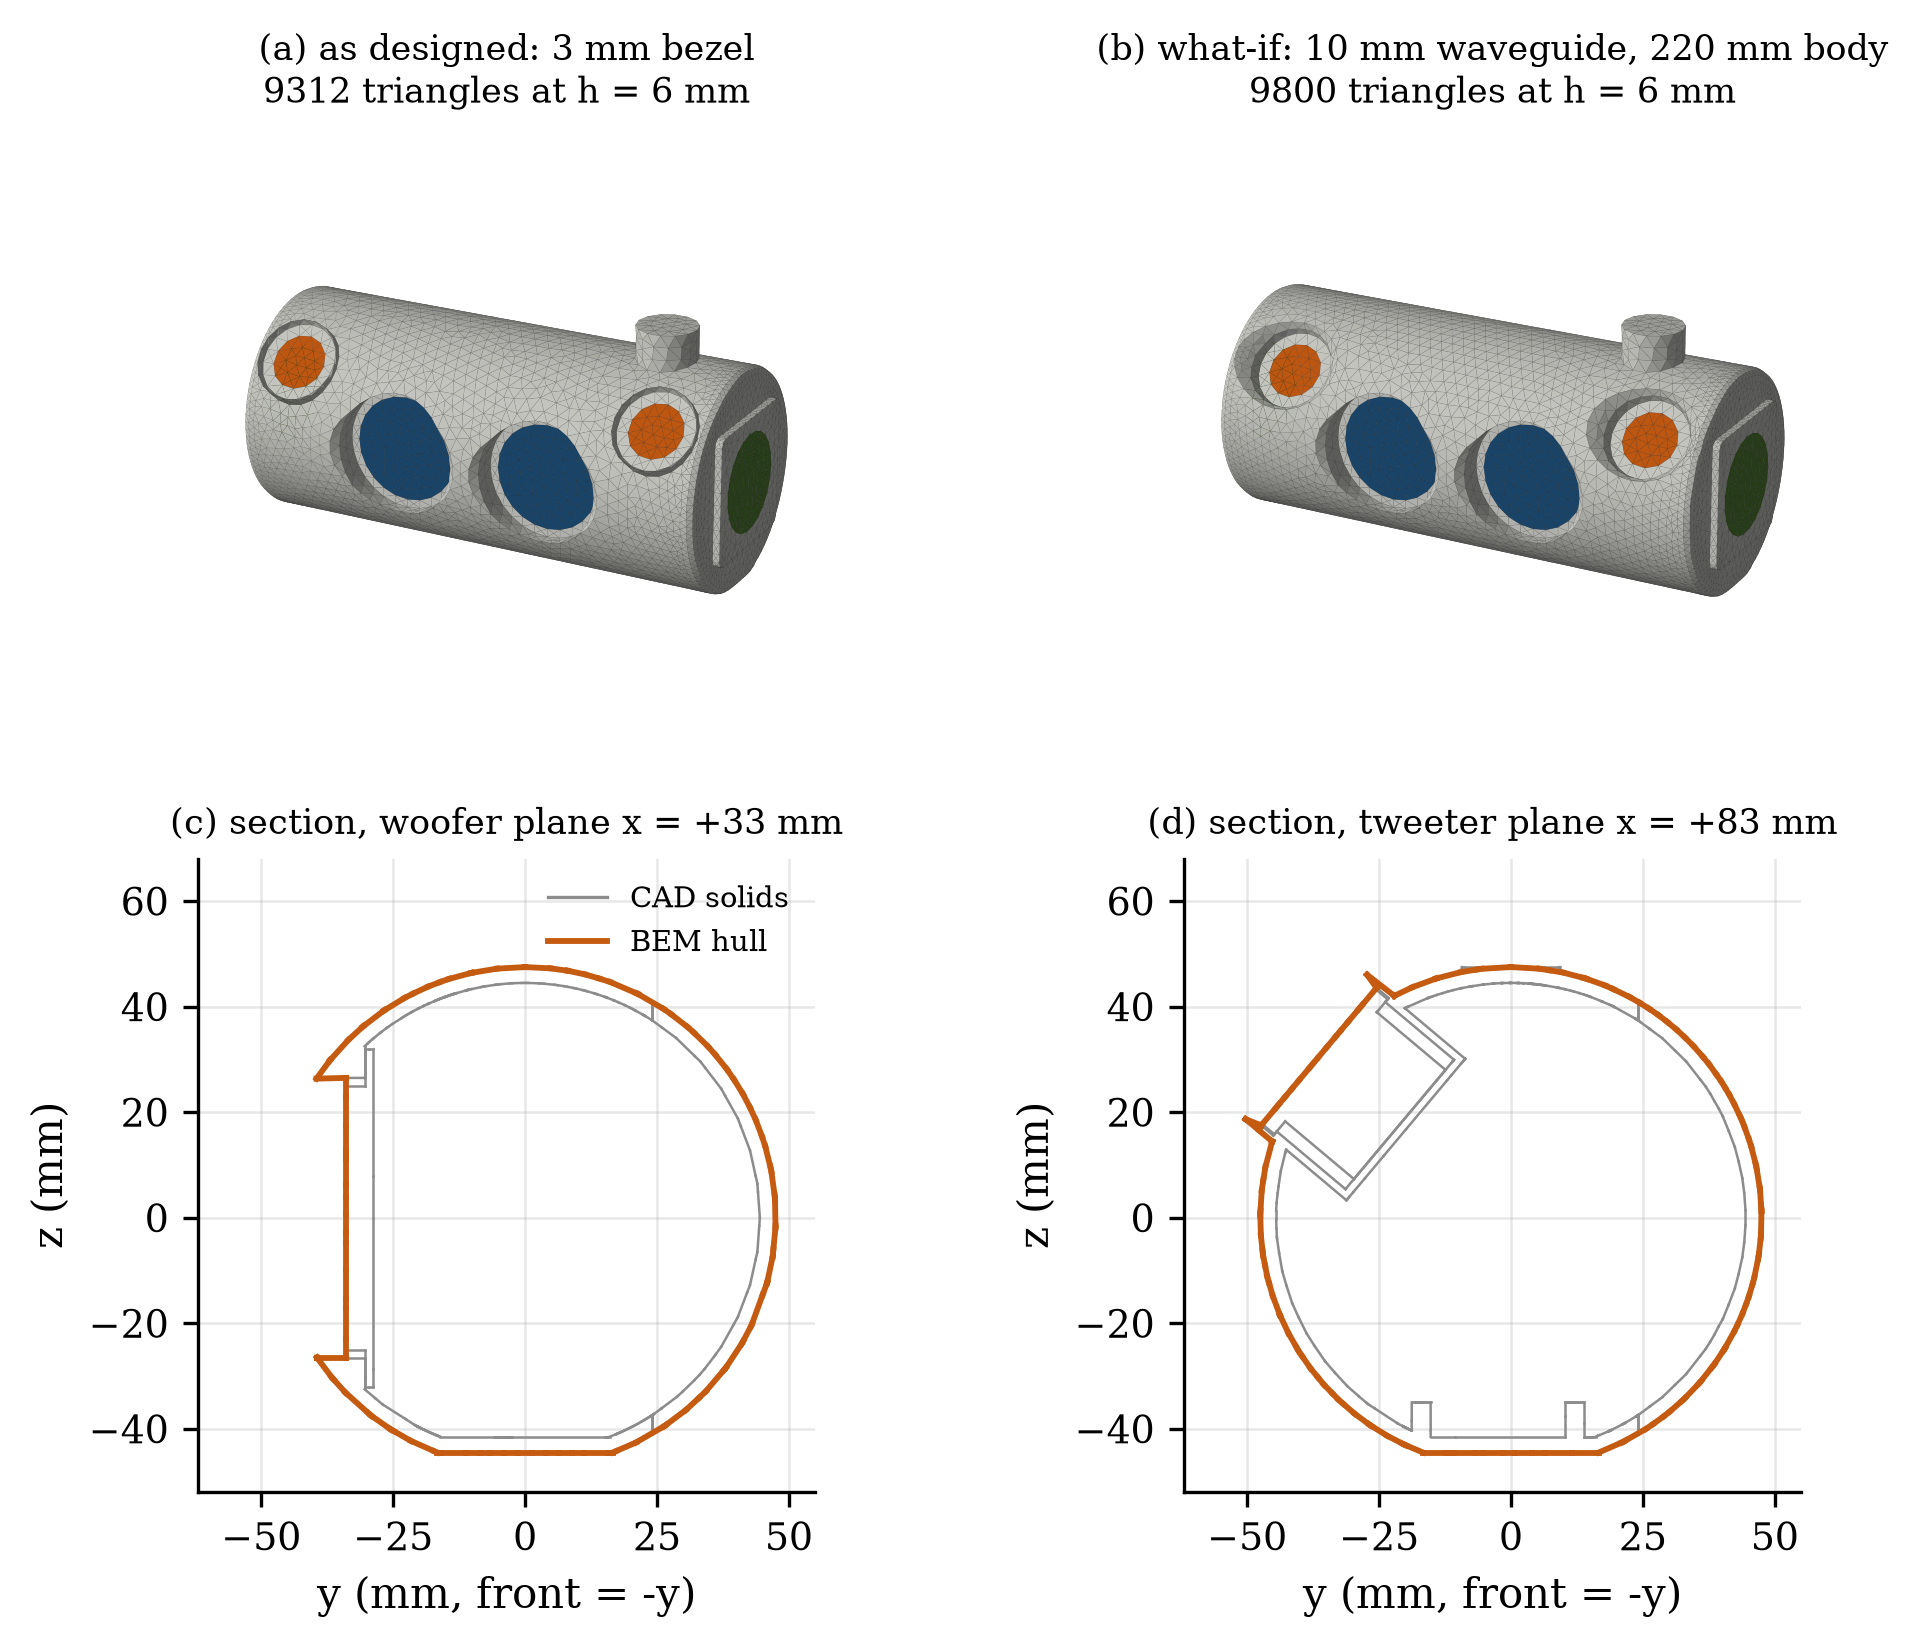 (a) as designed: 3 mm bezel
9312 triangles at h = 6 mm
(b) what-if: 10 mm waveguide, 220 mm body
9800 triangles at h = 6 mm
(c) section, woofer plane x = +33 mm
CAD solids
BEM hull
60
40
20
0
−20
−40
z (mm)
−50 −25 0 25 50
y (mm, front = -y)
(d) section, tweeter plane x = +83 mm
60
40
20
0
−20
−40
z (mm)
−50 −25 0 25 50
y (mm, front = -y)